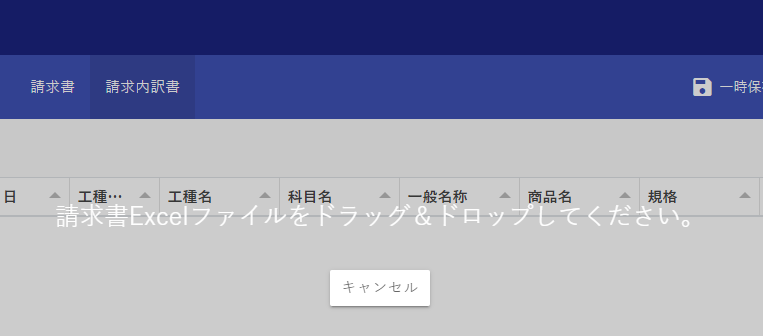 請求書 請求内訳書 一時保
日 工種… 工種名 科目名 一般名称 商品名 規格
請求書Excelファイルをドラッグ＆ドロップしてください。
キャンセル